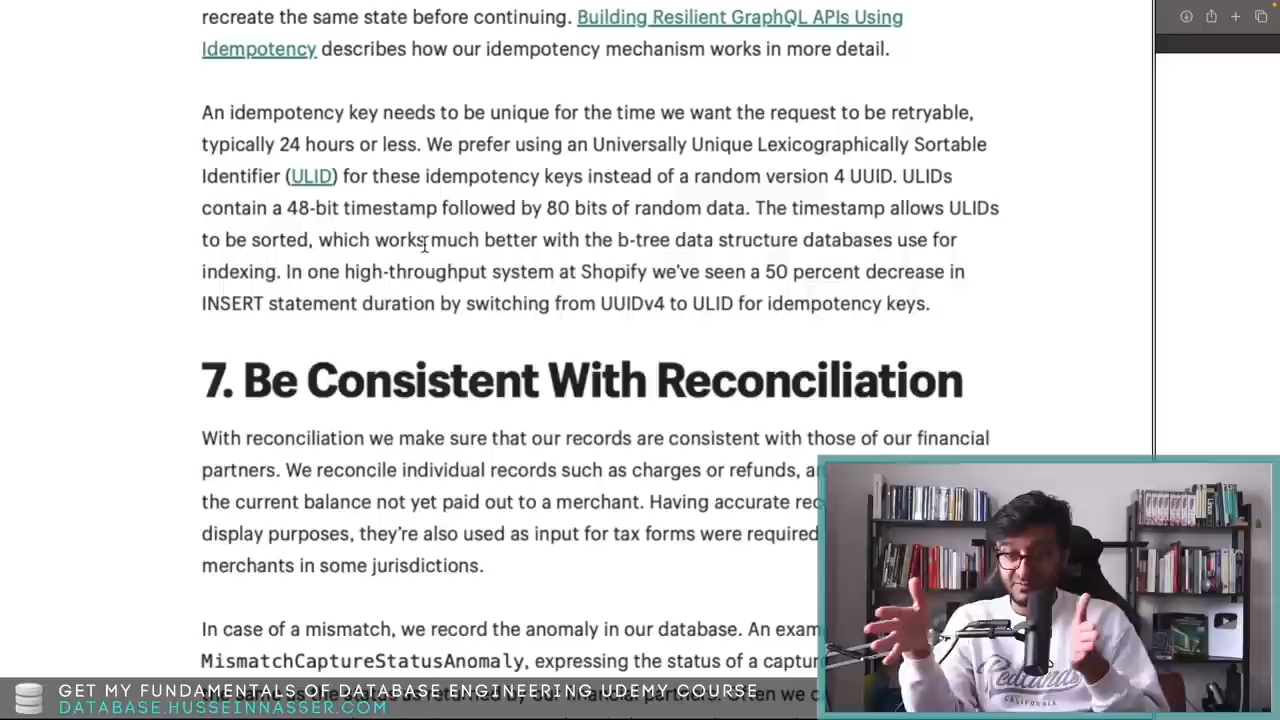 recreate the same state before continuing. Building Resilient GraphQL APIs Using
Idempotency describes how our idempotency mechanism works in more detail.
An idempotency key needs to be unique for the time we want the request to be retryable,
typically 24 hours or less. We prefer using an Universally Unique Lexicographically Sortable
Identifier (ULID) for these idempotency keys instead of a random version 4 UUID. ULIDs
contain a 48-bit timestamp followed by 80 bits of random data. The timestamp allows ULIDs
to be sorted, which works much better with the b-tree data structure databases use for
indexing. In one high-throughput system at Shopify we've seen a 50 percent decrease in
INSERT statement duration by switching from UUIDv4 to ULID for idempotency keys.
7. Be Consistent With Reconciliation
With reconciliation we make sure that our records are consistent with those of our financial
partners. We reconcile individual records such as charges or refunds,
the current balance not yet paid out to a merchant. Having accurate
display purposes, they're also used as input for tax forms were required
merchants in some jurisdictions.
In case of a mismatch, we record the anomaly in our database. An
MismatchCaptureStatusAnomaly, expressing the status of a
Redlands
CALIFORNIA
GET MY FUNDAMENTALS OF DATABASE ENGINEERING UDEMY COURSE
DATABASE.HUSSEINNASSER.COM